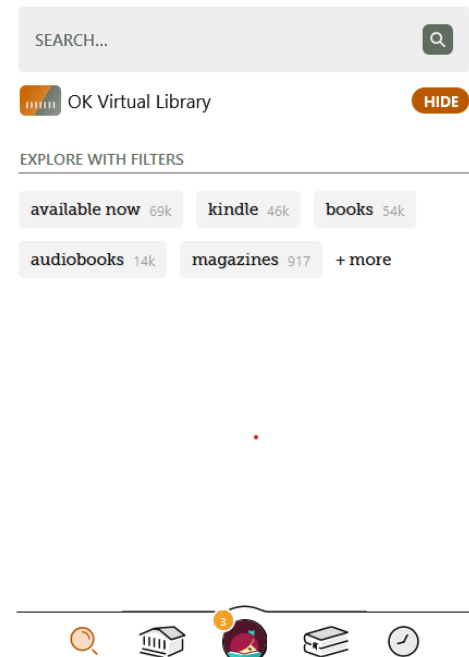 SEARCH...
OK Virtual Library HIDE
EXPLORE WITH FILTERS
available now 69k kindle 46k books 54k
audiobooks 14k magazines 917 + more
3